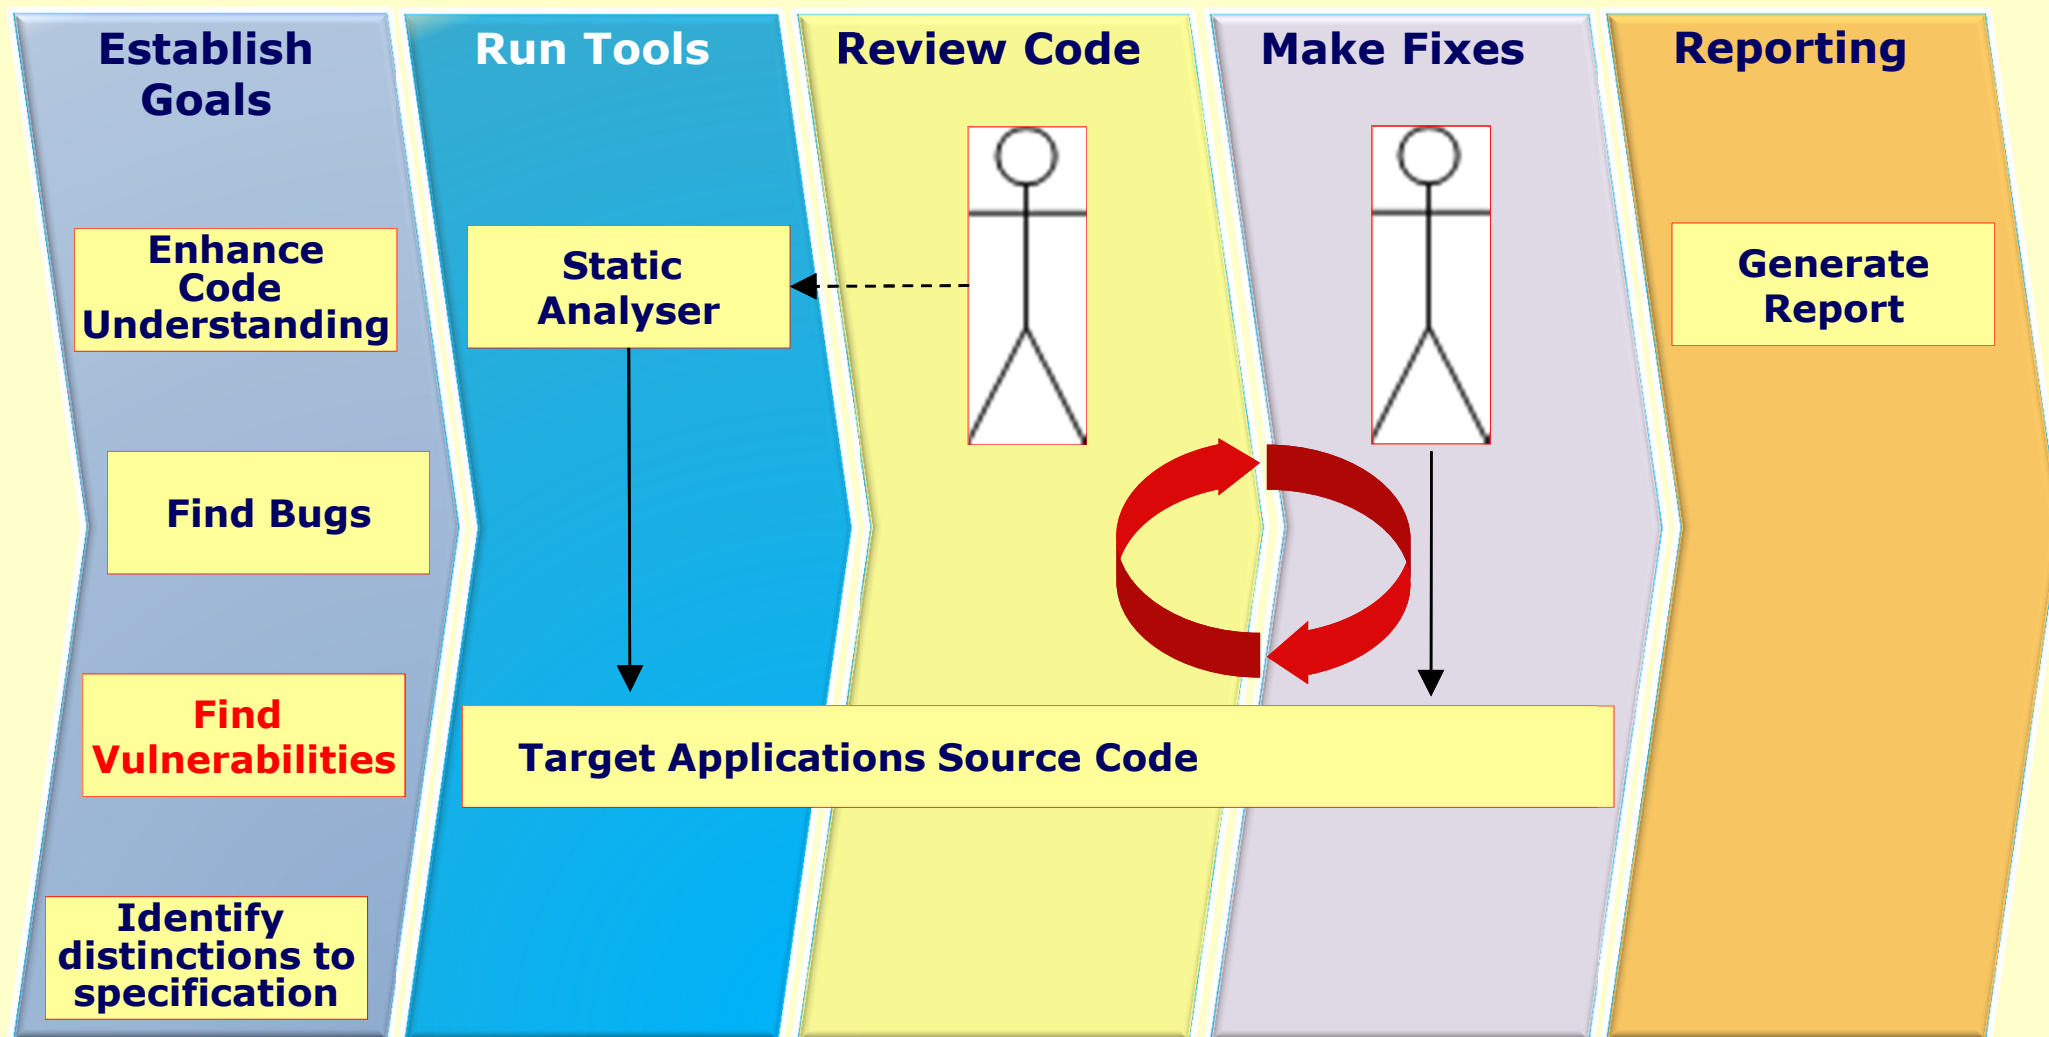 Establish
Goals
Run Tools
Review Code
Make Fixes
Reporting
Enhance
Code
Understanding
Static
Analyser
Generate
Report
Find Bugs
Find
Vulnerabilities
Target Applications Source Code
Identify
distinctions to
specification